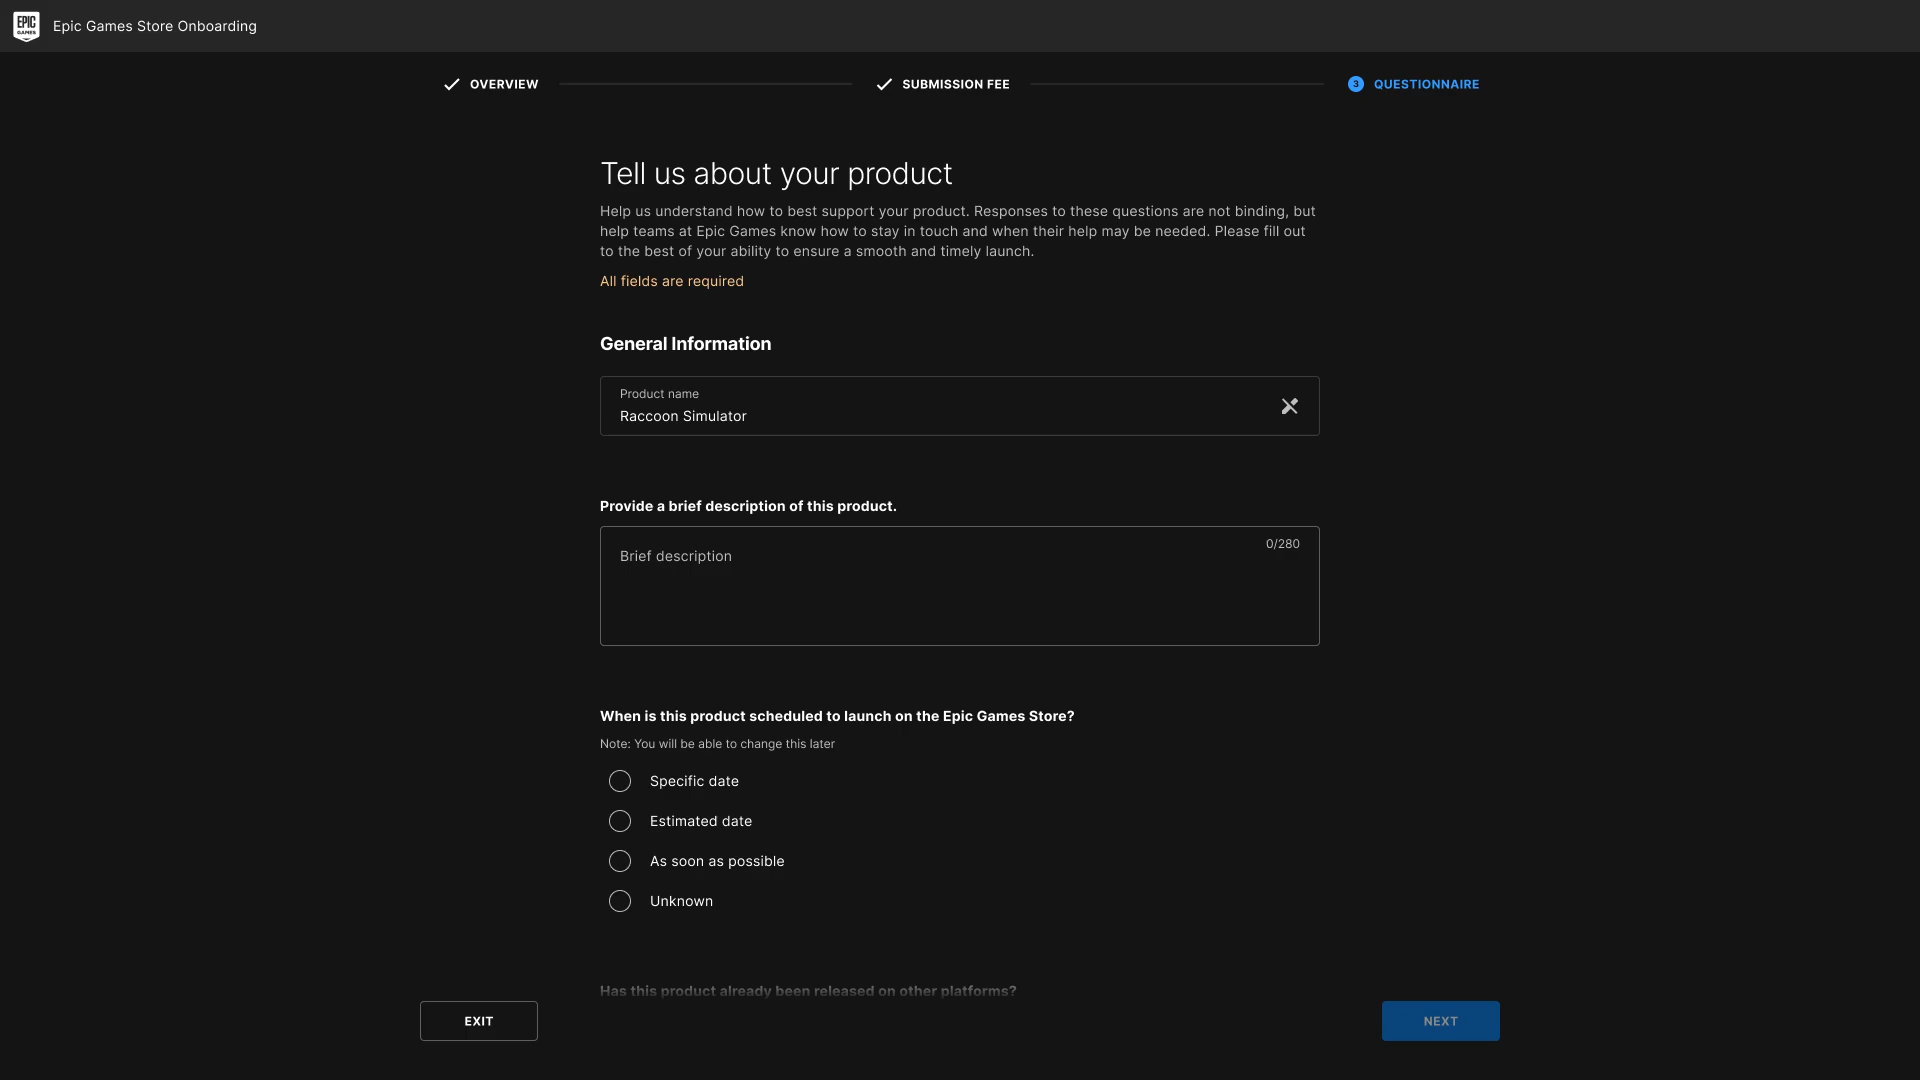 EPIC
GAMES
Epic Games Store Onboarding
OVERVIEW
SUBMISSION FEE
3 QUESTIONNAIRE
Tell us about your product
Help us understand how to best support your product. Responses to these questions are not binding, but
help teams at Epic Games know how to stay in touch and when their help may be needed. Please fill out
to the best of your ability to ensure a smooth and timely launch.
All fields are required
General Information
Product name
Raccoon Simulator
Provide a brief description of this product.
0/280
Brief description
When is this product scheduled to launch on the Epic Games Store?
Note: You will be able to change this later
Specific date
Estimated date
As soon as possible
Unknown
Has this product already been released on other platforms?
EXIT
NEXT